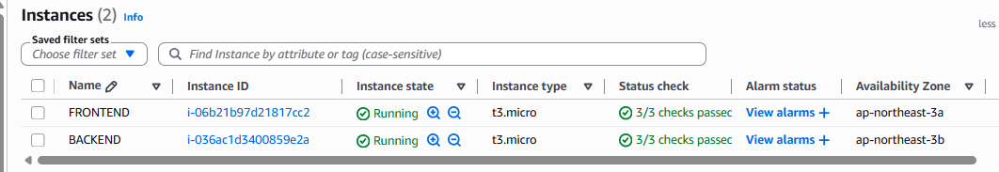 Instances (2) Info
less
Saved filter sets
Choose filter set
Find Instance by attribute or tag (case-sensitive)
Name Instance ID Instance state Instance type Status check Alarm status Availability Zone
FRONTEND i-06b21b97d21817cc2 Running t3.micro 3/3 checks passec View alarms + ap-northeast-3a
BACKEND i-036ac1d3400859e2a Running t3.micro 3/3 checks passec View alarms + ap-northeast-3b